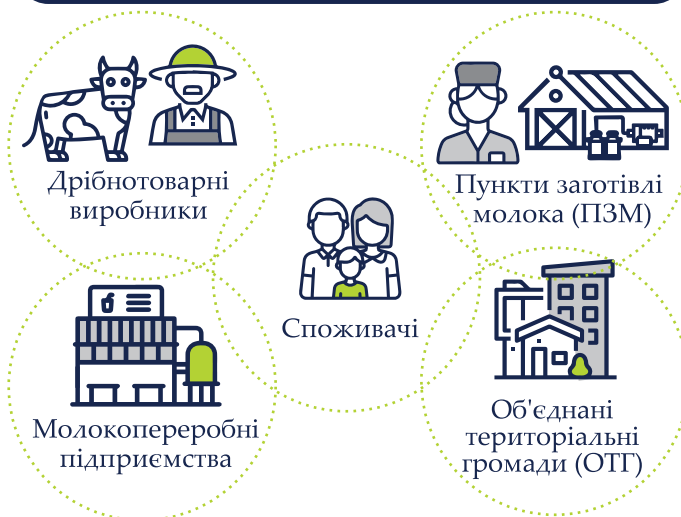 Дрібнотоварні
виробники
Пункти заготівлі
молока (ПЗМ)
Споживачі
Молокопереробні
підприємства
Об'єднані
територіальні
громади (ОТГ)